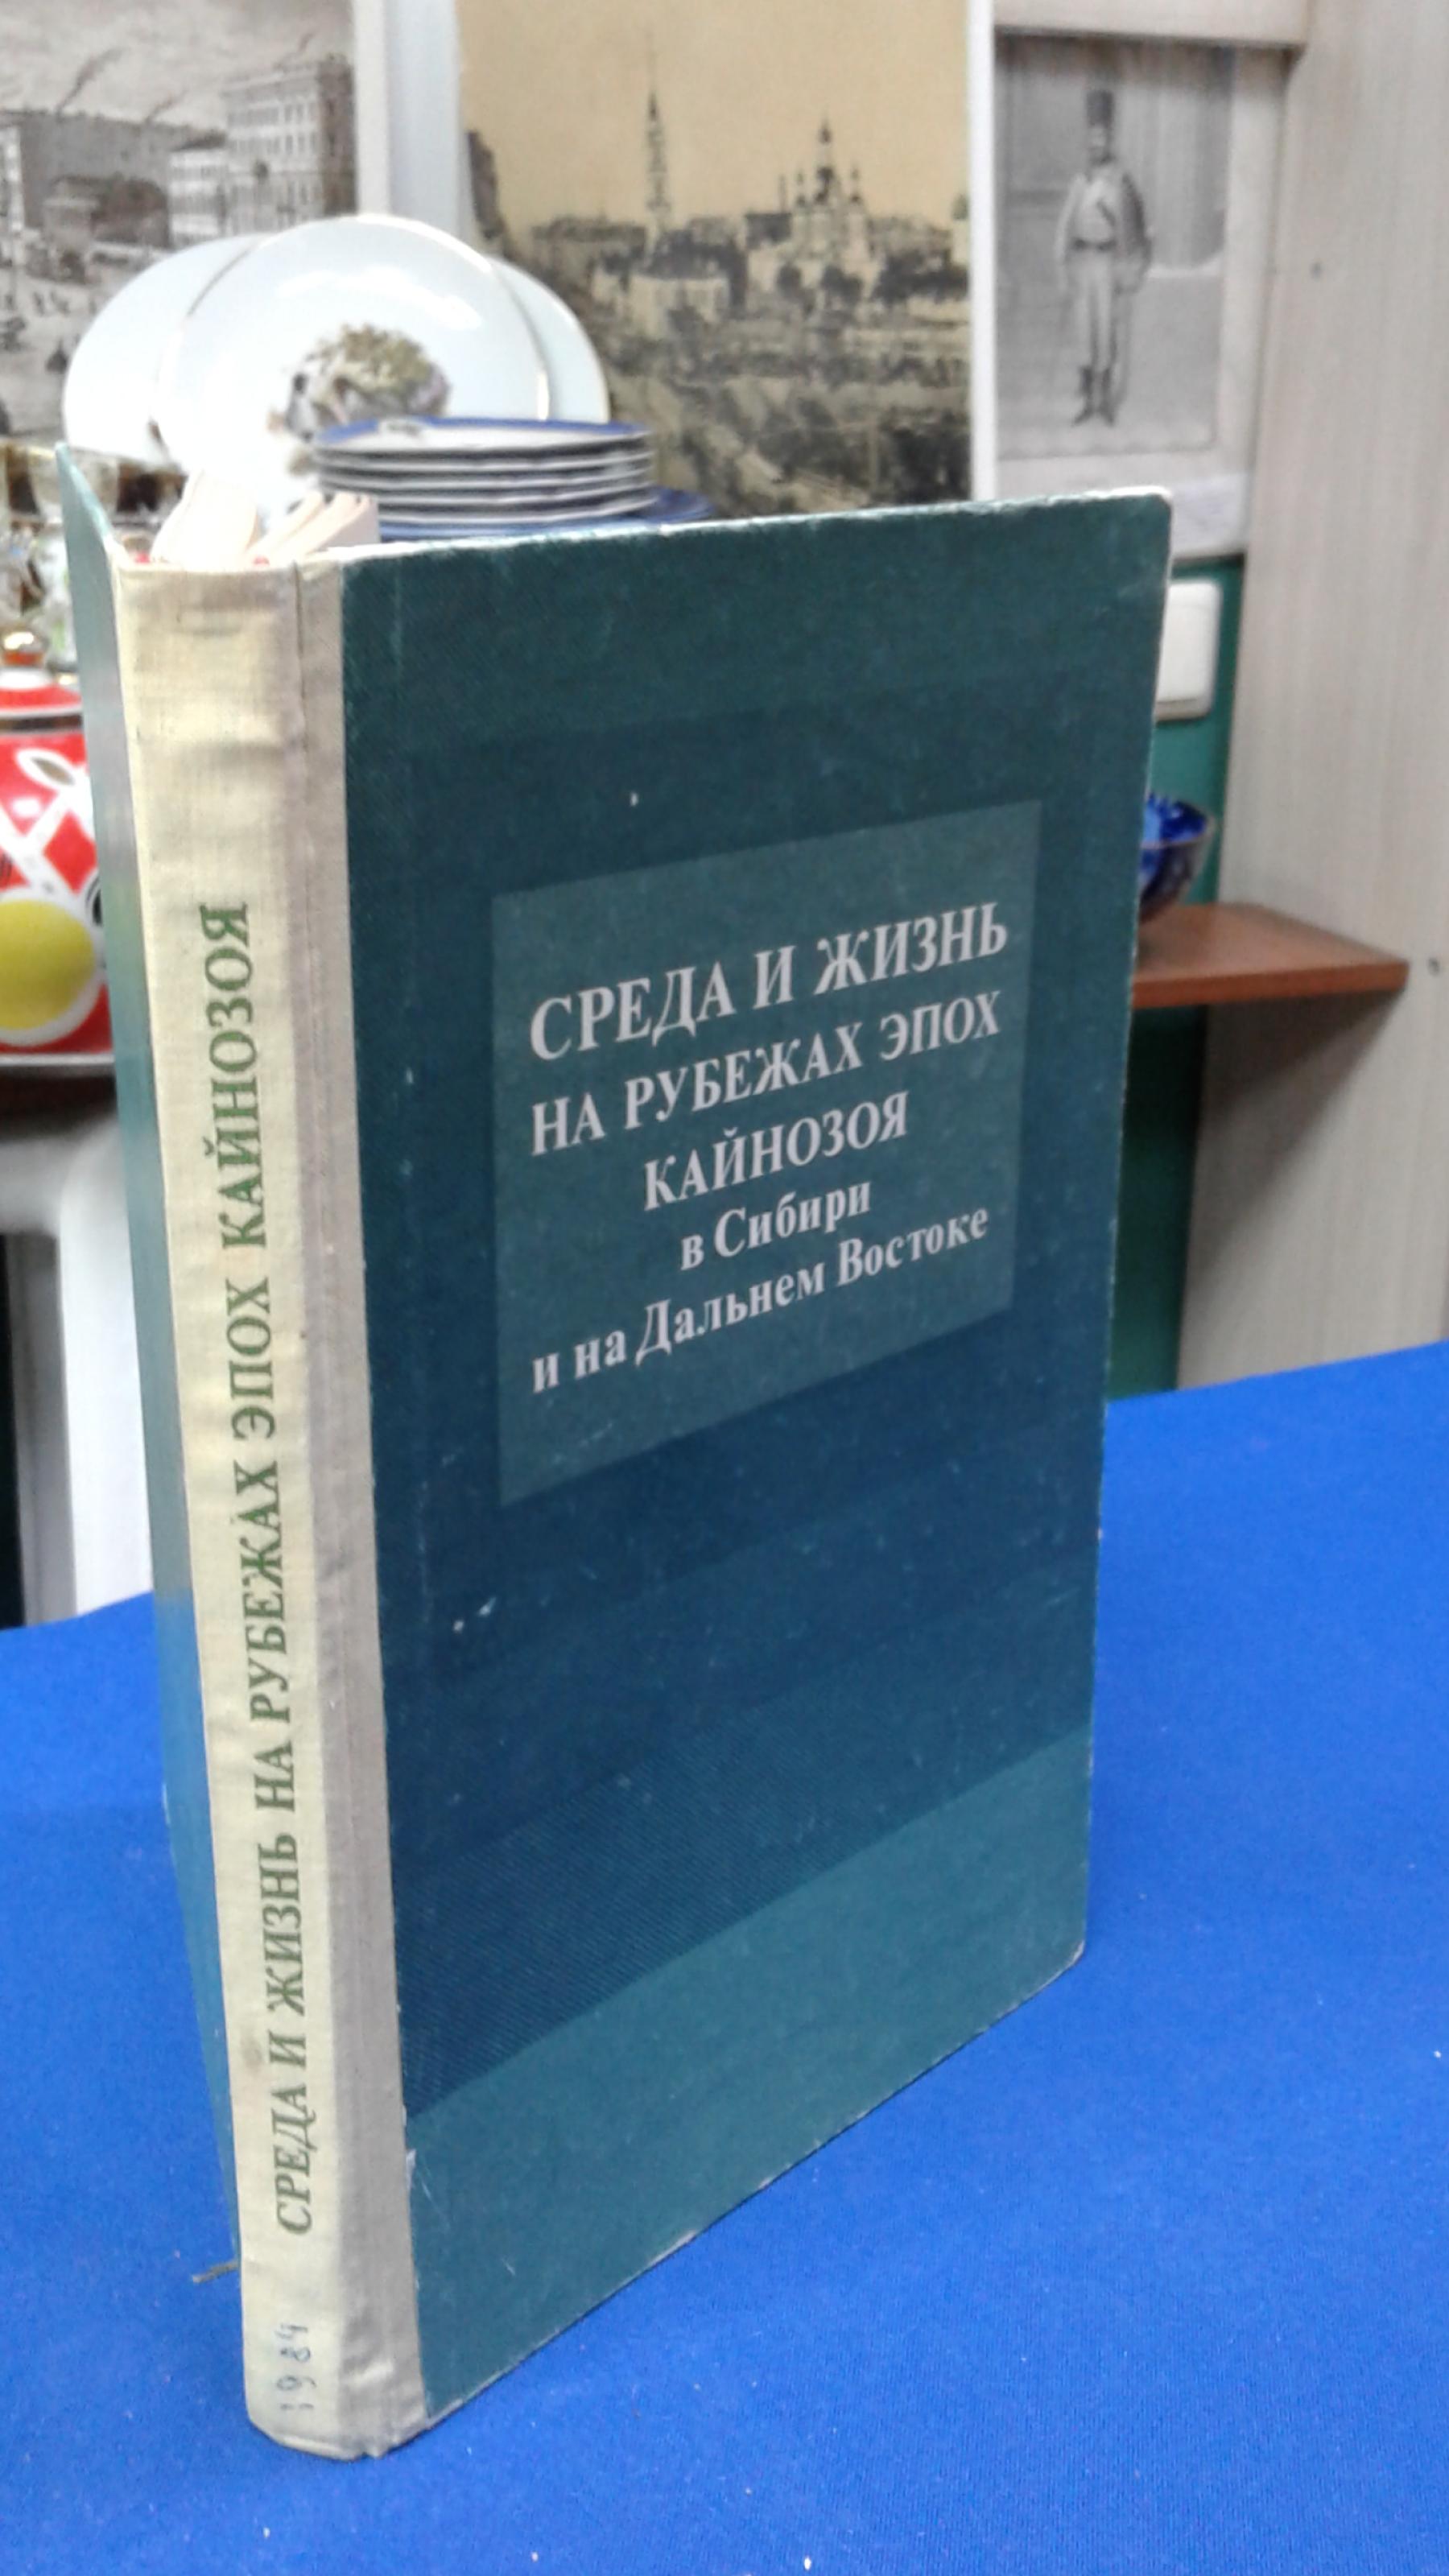 СРЕДА И ЖИЗНЬ
НА РУБЕЖАХ ЭПОХ
КАЙНОЗОЯ
в Сибири
и на Дальнем Востоке
СРЕДА И ЖИЗНЬ НА РУБЕЖАХ ЭПОХ КАЙНОЗОЯ
1984